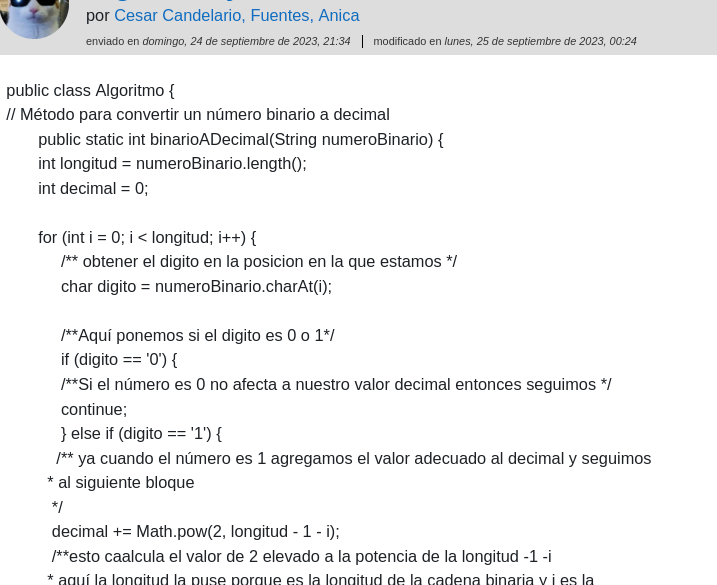 por Cesar Candelario, Fuentes, Anica
enviado en domingo, 24 de septiembre de 2023, 21:34 | modificado en lunes, 25 de septiembre de 2023, 00:24
public class Algoritmo {
// Método para convertir un número binario a decimal
public static int binarioADecimal(String numeroBinario) {
int longitud = numeroBinario.length();
int decimal = 0;
for (int i = 0; i < longitud; i++) {
/** obtener el digito en la posicion en la que estamos */
char digito = numeroBinario.charAt(i);
/**Aquí ponemos si el digito es 0 o 1*/
if (digito == '0') {
/**Si el número es 0 no afecta a nuestro valor decimal entonces seguimos */
continue;
} else if (digito == '1') {
/** ya cuando el número es 1 agregamos el valor adecuado al decimal y seguimos
* al siguiente bloque
*/
decimal += Math.pow(2, longitud - 1 - i);
/**esto caalcula el valor de 2 elevado a la potencia de la longitud -1 -i
* aquí la longitud la puse porque es la longitud de la cadena binaria y i es la